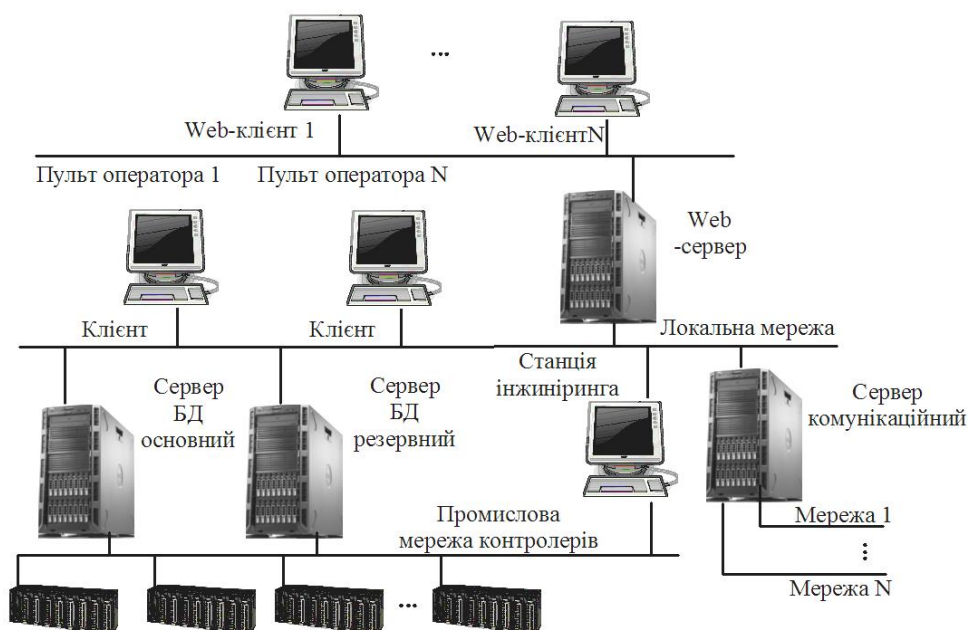 ...
Web-клієнт 1
Web-клієнтN
Пульт оператора 1
Пульт оператора N
Web
-сервер
Клієнт
Клієнт
Локальна мережа
Станція
інжиніринга
Сервер
БД
основний
Сервер
БД
резервний
Сервер
комунікаційний
Промислова
мережа контролерів
Мережа 1
...
Мережа N
...